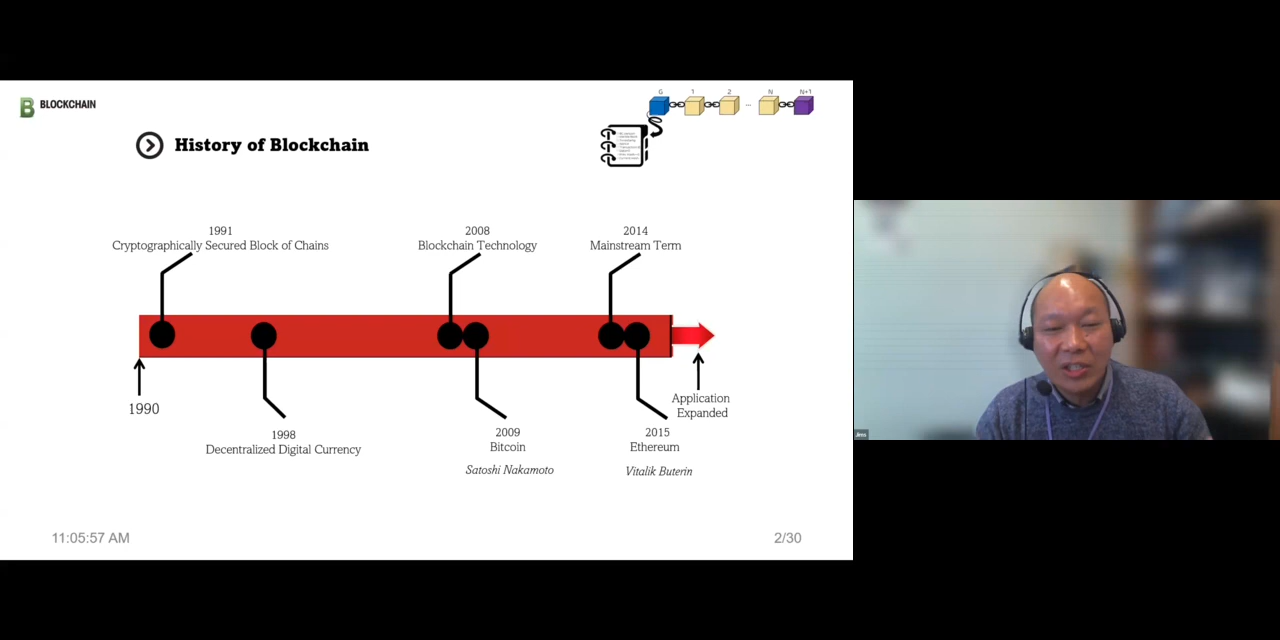 BLOCKCHAIN
G 1 2 ... N N+1
History of Blockchain
1991
Cryptographically Secured Block of Chains
2008
Blockchain Technology
2014
Mainstream Term
1990
1998
Decentralized Digital Currency
2009
Bitcoin
Satoshi Nakamoto
2015
Ethereum
Vitalik Buterin
Application
Expanded
11:05:57 AM
2/30